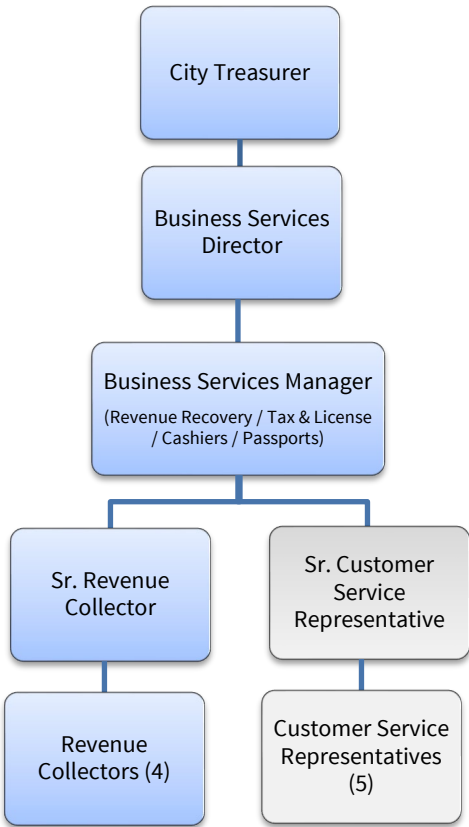 City Treasurer
Business Services
Director
Business Services Manager
(Revenue Recovery / Tax & License
/ Cashiers / Passports)
Sr. Revenue
Collector
Sr. Customer
Service
Representative
Revenue
Collectors (4)
Customer Service
Representatives
(5)